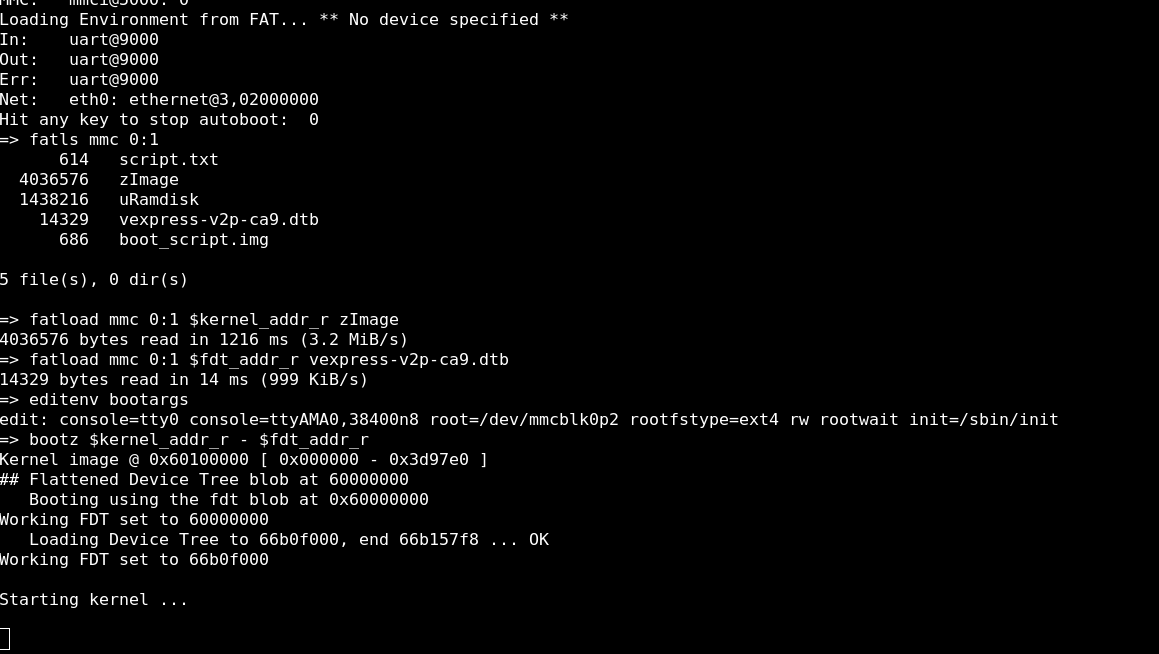 MMC:   mmci@5000: 0
Loading Environment from FAT... ** No device specified **
In:    uart@9000
Out:   uart@9000
Err:   uart@9000
Net:   eth0: ethernet@3,02000000
Hit any key to stop autoboot:  0
=> fatls mmc 0:1
      614   script.txt
  4036576   zImage
  1438216   uRamdisk
    14329   vexpress-v2p-ca9.dtb
      686   boot_script.img
5 file(s), 0 dir(s)
=> fatload mmc 0:1 $kernel_addr_r zImage
4036576 bytes read in 1216 ms (3.2 MiB/s)
=> fatload mmc 0:1 $fdt_addr_r vexpress-v2p-ca9.dtb
14329 bytes read in 14 ms (999 KiB/s)
=> editenv bootargs
edit: console=tty0 console=ttyAMA0,38400n8 root=/dev/mmcblk0p2 rootfstype=ext4 rw rootwait init=/sbin/init
=> bootz $kernel_addr_r - $fdt_addr_r
Kernel image @ 0x60100000 [ 0x000000 - 0x3d97e0 ]
## Flattened Device Tree blob at 60000000
   Booting using the fdt blob at 0x60000000
Working FDT set to 60000000
   Loading Device Tree to 66b0f000, end 66b157f8 ... OK
Working FDT set to 66b0f000
Starting kernel ...